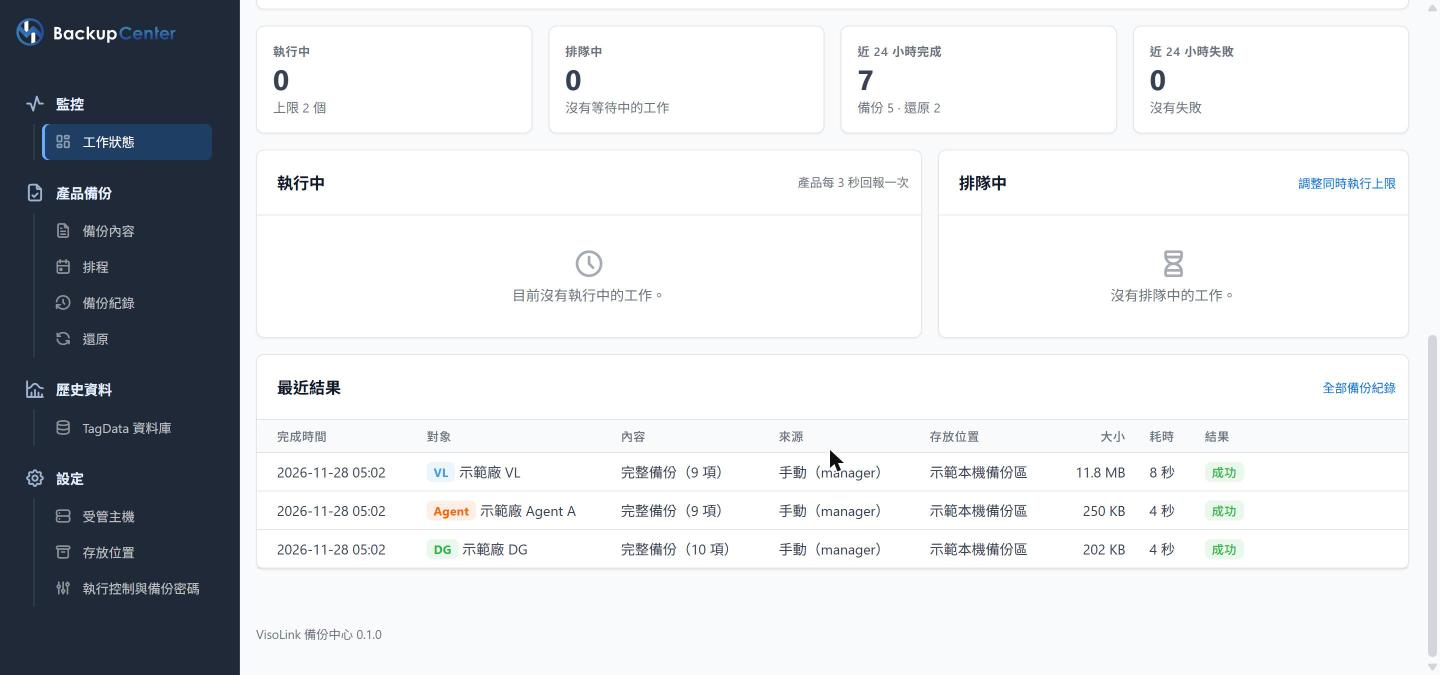 BackupCenter
監控
工作狀態
產品備份
備份內容
排程
備份紀錄
還原
歷史資料
TagData 資料庫
設定
受管主機
存放位置
執行控制與備份密碼
執行中
0
上限 2 個
排隊中
0
沒有等待中的工作
近 24 小時完成
7
備份 5 · 還原 2
近 24 小時失敗
0
沒有失敗
執行中
產品每 3 秒回報一次
目前沒有執行中的工作。
排隊中
調整同時執行上限
沒有排隊中的工作。
最近結果
全部備份紀錄
完成時間 對象 內容 來源 存放位置 大小 耗時 結果
2026-11-28 05:02 VL 示範廠 VL 完整備份（9 項） 手動（manager） 示範本機備份區 11.8 MB 8 秒 成功
2026-11-28 05:02 Agent 示範廠 Agent A 完整備份（9 項） 手動（manager） 示範本機備份區 250 KB 4 秒 成功
2026-11-28 05:02 DG 示範廠 DG 完整備份（10 項） 手動（manager） 示範本機備份區 202 KB 4 秒 成功
VisoLink 備份中心 0.1.0